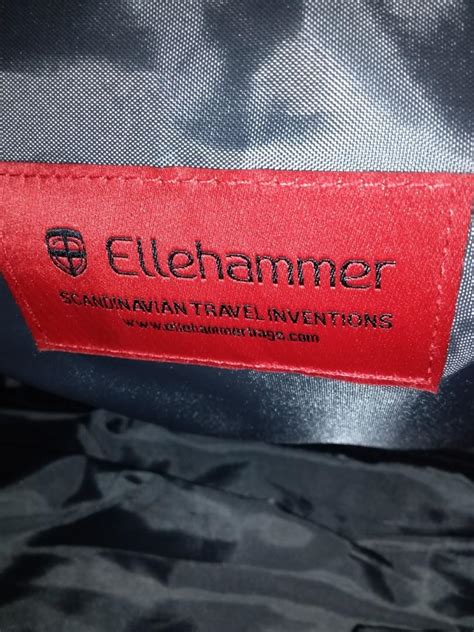 Ellehammer
SCANDINAVIAN TRAVEL INVENTIONS
www.ellehammerbags.com